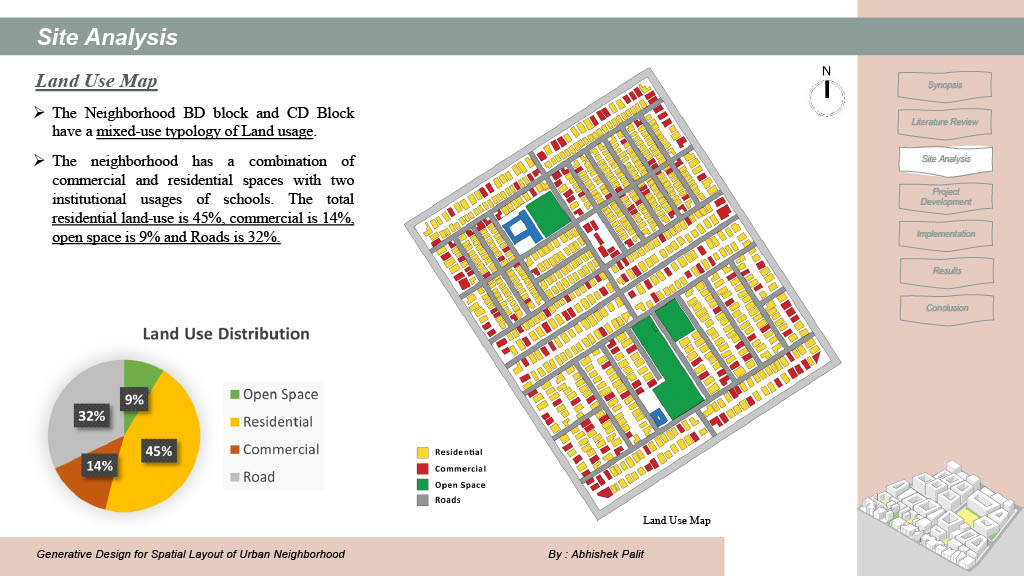 Site Analysis
Land Use Map
➢ The Neighborhood BD block and CD Block
have a mixed-use typology of Land usage.
➢ The neighborhood has a combination of
commercial and residential spaces with two
institutional usages of schools. The total
residential land-use is 45%, commercial is 14%,
open space is 9% and Roads is 32%.
Land Use Distribution
9%
32%
45%
14%
Open Space
Residential
Commercial
Road
N
Residential
Commercial
Open Space
Roads
Land Use Map
Synopsis
Literature Review
Site Analysis
Project
Development
Implementation
Results
Conclusion
Generative Design for Spatial Layout of Urban Neighborhood
By : Abhishek Palit